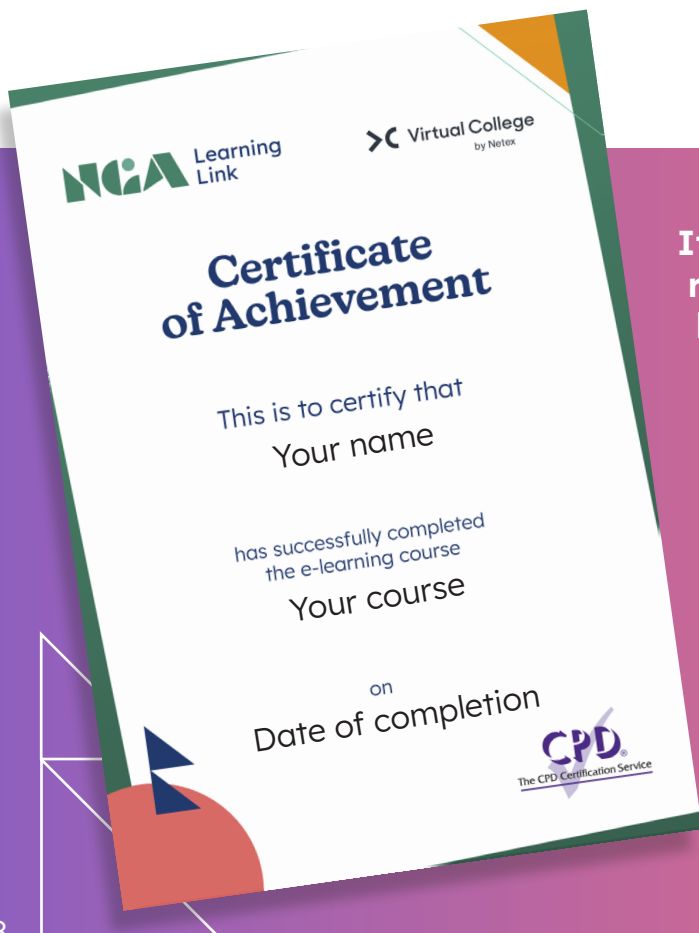 NGA
Learning
Link
Virtual College
by Netex
Certificate
of Achievement
This is to certify that
Your name
has successfully completed
the e-learning course
Your course
on
Date of completion
CPD®
The CPD Certification Service